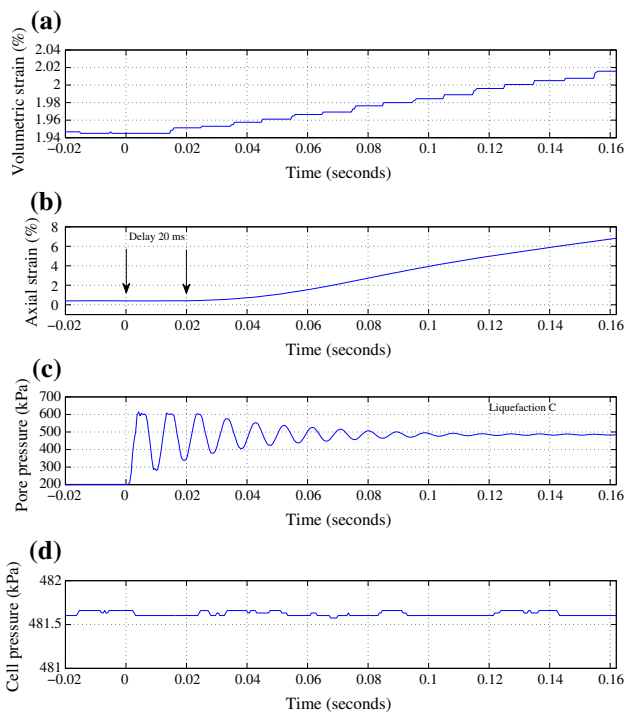 (a)
Volumetric strain (%)
2.04
2.02
2
1.98
1.96
1.94
−0.02 0 0.02 0.04 0.06 0.08 0.1 0.12 0.14 0.16
Time (seconds)
(b)
Axial strain (%)
8
6
4
2
0
Delay 20 ms
−0.02 0 0.02 0.04 0.06 0.08 0.1 0.12 0.14 0.16
Time (seconds)
(c)
Pore pressure (kPa)
700
600
500
400
300
200
Liquefaction C
−0.02 0 0.02 0.04 0.06 0.08 0.1 0.12 0.14 0.16
Time (seconds)
(d)
Cell pressure (kPa)
482
481.5
481
−0.02 0 0.02 0.04 0.06 0.08 0.1 0.12 0.14 0.16
Time (seconds)